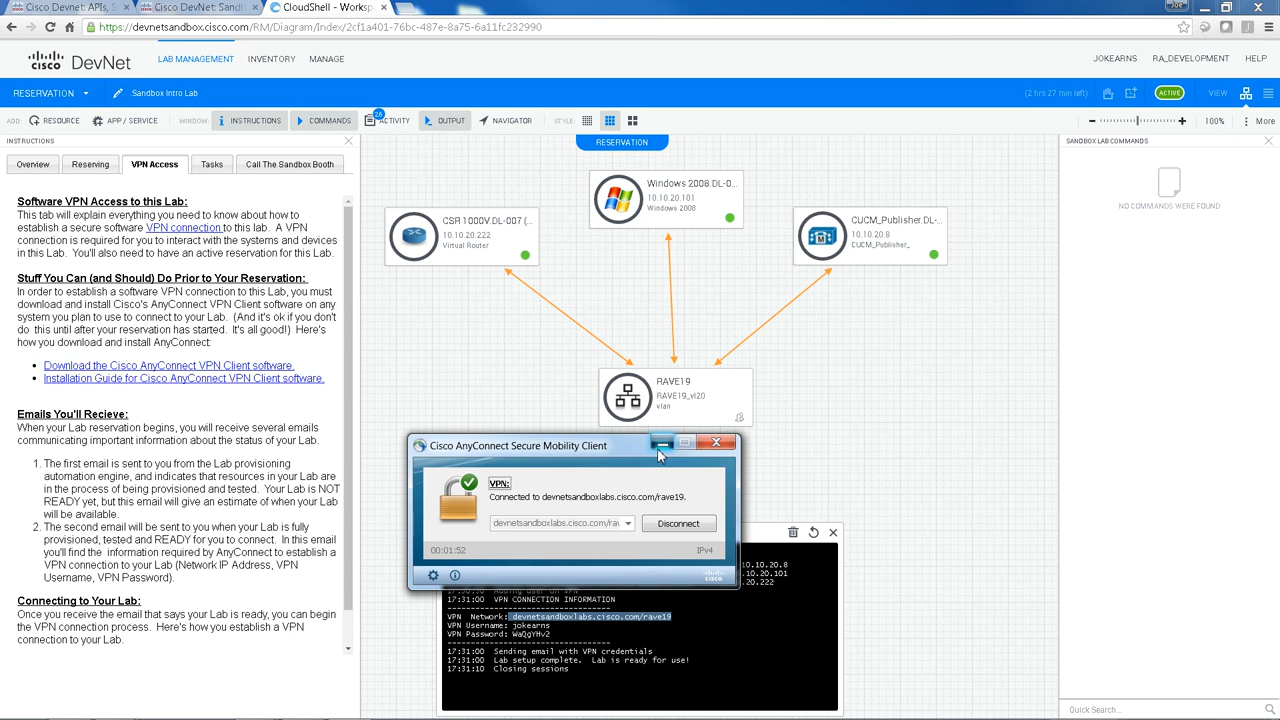 Cisco DevNet: APIs, S
Cisco DevNet: Sandbo
CloudShell - Worksp
Joe
https://devnetsandbox.cisco.com/RM/Diagram/Index/2cf1a401-76bc-487e-8a75-6a11fc232990
cisco DevNet LAB MANAGEMENT INVENTORY MANAGE JOKEARNS RA_DEVELOPMENT HELP
RESERVATION Sandbox Intro Lab (2 hr 27 min left) ACTIVE VIEW
ADD: RESOURCE APP / SERVICE WINDOW: INSTRUCTIONS COMMANDS ACTIVITY OUTPUT NAVIGATOR STYLE: 100% More
INSTRUCTIONS
RESERVATION
SANDBOX LAB COMMANDS
Overview Reserving VPN Access Tasks Call The Sandbox Booth
Software VPN Access to this Lab:
This tab will explain everything you need to know about how to
establish a software VPN connection to your Lab. A VPN
connection is required for you to interact with the systems and devices
in this Lab. You'll also need to have an active reservation for this Lab.
Stuff You Can (and Should) Do Prior to Your Reservation:
In order to establish a software VPN connection to this Lab, you must
download and install Cisco's AnyConnect VPN Client software on any
system you plan to use to connect to your Lab. (And it's ok if you don't
do this until after your reservation has started. It's all good!) Here's
how you download and install AnyConnect:
Download the Cisco AnyConnect VPN Client software.
Installation Guide for Cisco AnyConnect VPN Client software.
Emails You'll Recieve:
When your Lab reservation begins, you will receive several emails
communicating important information about the status of your Lab.
1. The first email is sent to you from the Lab provisioning
automation engine, and indicates that resources in your Lab are
in the process of being provisioned and tested. Your Lab is NOT
READY yet, but this email will give an estimate of when your Lab
will be available.
2. The second email will be sent to you when your Lab is fully
provisioned and READY for you to connect. In this email
you'll find information required by AnyConnect to establish a
VPN connection to your Lab (Network IP Address, VPN
Username, VPN Password).
Connecting to Your Lab:
Once you receive the email that says your Lab is ready, you can begin
the VPN connection process. Here's how you establish the VPN
connection to your Lab.
Windows 2008.DL-0...
10.10.20.101
Windows 2008
CSR 1000V.DL-007 (...
10.10.20.222
Virtual Router
CUCM_Publisher.DL-...
10.10.20.8
CUCM_Publisher_
RAVE19
RAVE19_vl20
vlan
NO COMMANDS WERE FOUND
Cisco AnyConnect Secure Mobility Client
VPN:
Connected to devnetsandboxlabs.cisco.com/rave19.
devnetsandboxlabs.cisco.com/rav Disconnect
00:01:52 IPv4
cisco
10.10.20.8
10.20.101
20.222
Adding user on VPN
17:31:00 VPN CONNECTION INFORMATION
----------------------------------
VPN Network: devnetsandboxlabs.cisco.com/rave19
VPN Username: jokearns
VPN Password: WaQgYHv2
----------------------------------
17:31:00 Sending email with VPN credentials
17:31:00 Lab setup complete. Lab is ready for use!
17:31:10 Closing sessions
Quick Search...